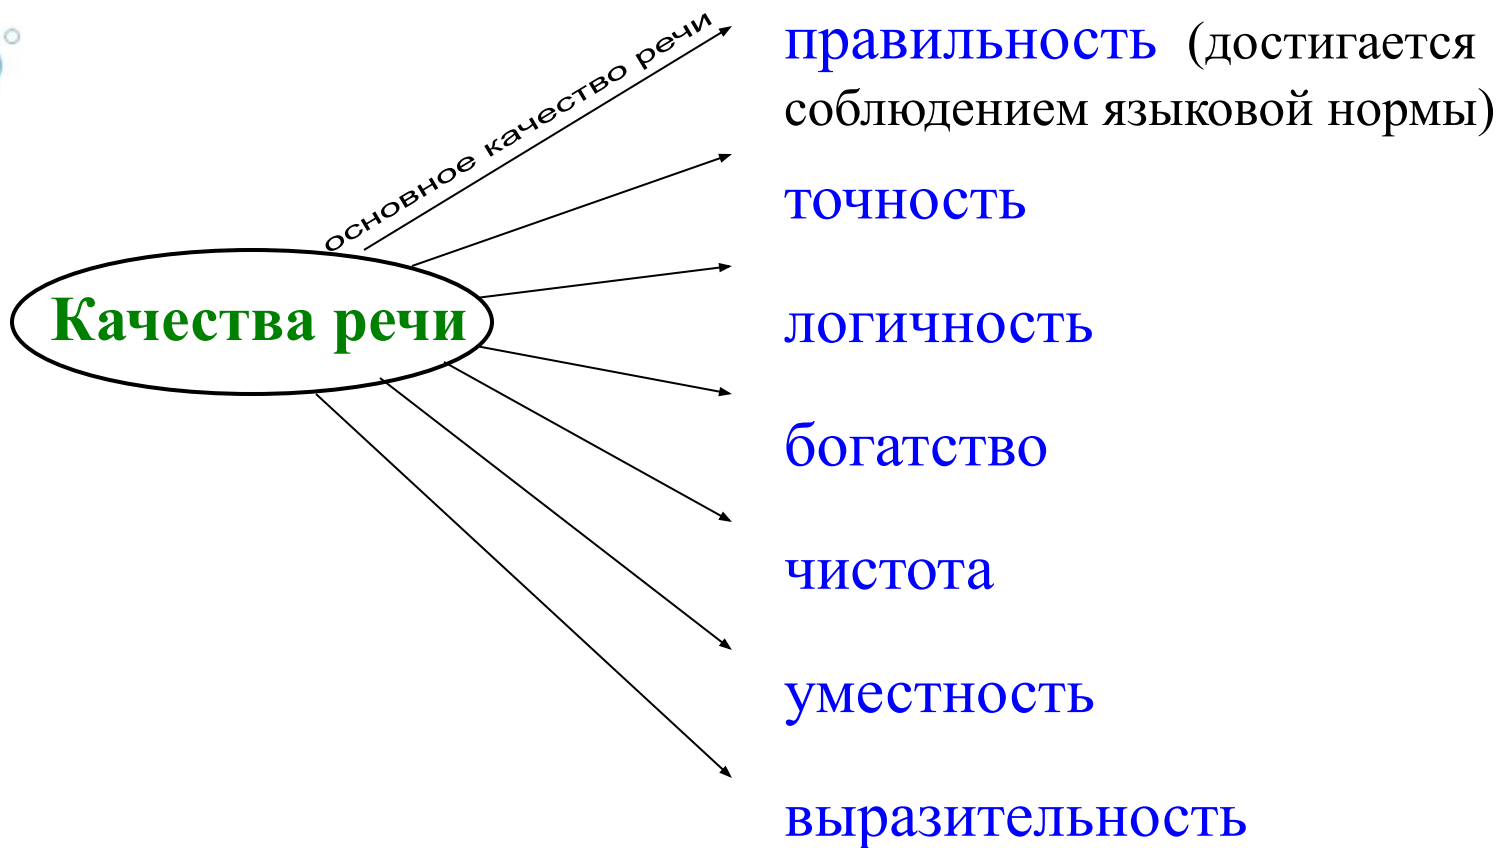 основное качество речи
правильность (достигается
соблюдением языковой нормы)
точность
Качества речи
логичность
богатство
чистота
уместность
выразительность